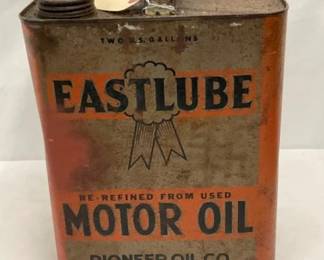 TWO U.S. GALLONS
EASTLUBE
RE-REFINED FROM USED
MOTOR OIL
PIONEER OIL CO